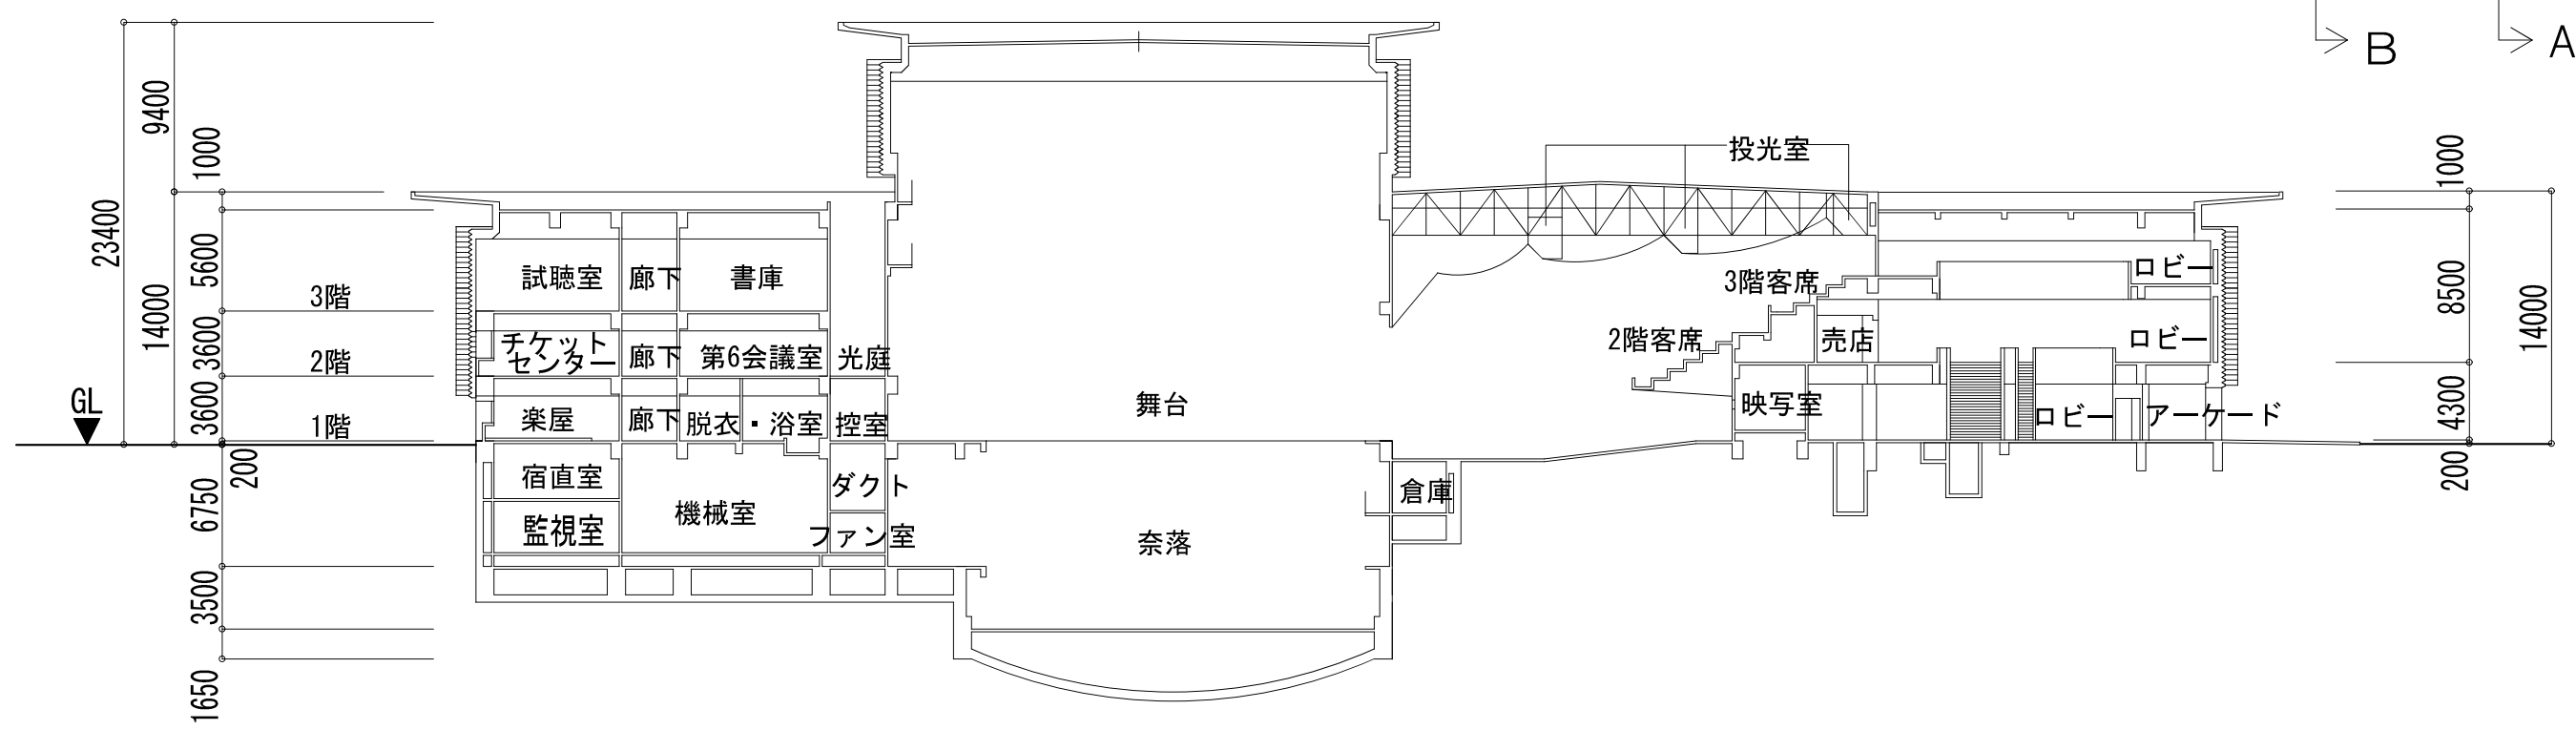 B
A
9400
1000
23400
14000
5600
3600
3600
200
6750
3500
1650
GL
3階
2階
1階
投光室
試聴室
廊下
書庫
チケット
センター
廊下
第6会議室
光庭
楽屋
廊下
脱衣・浴室
控室
舞台
宿直室
監視室
機械室
ダクト
ファン室
奈落
倉庫
3階客席
2階客席
売店
映写室
ロビー
ロビー
ロビー
アーケード
1000
8500
14000
4300
200